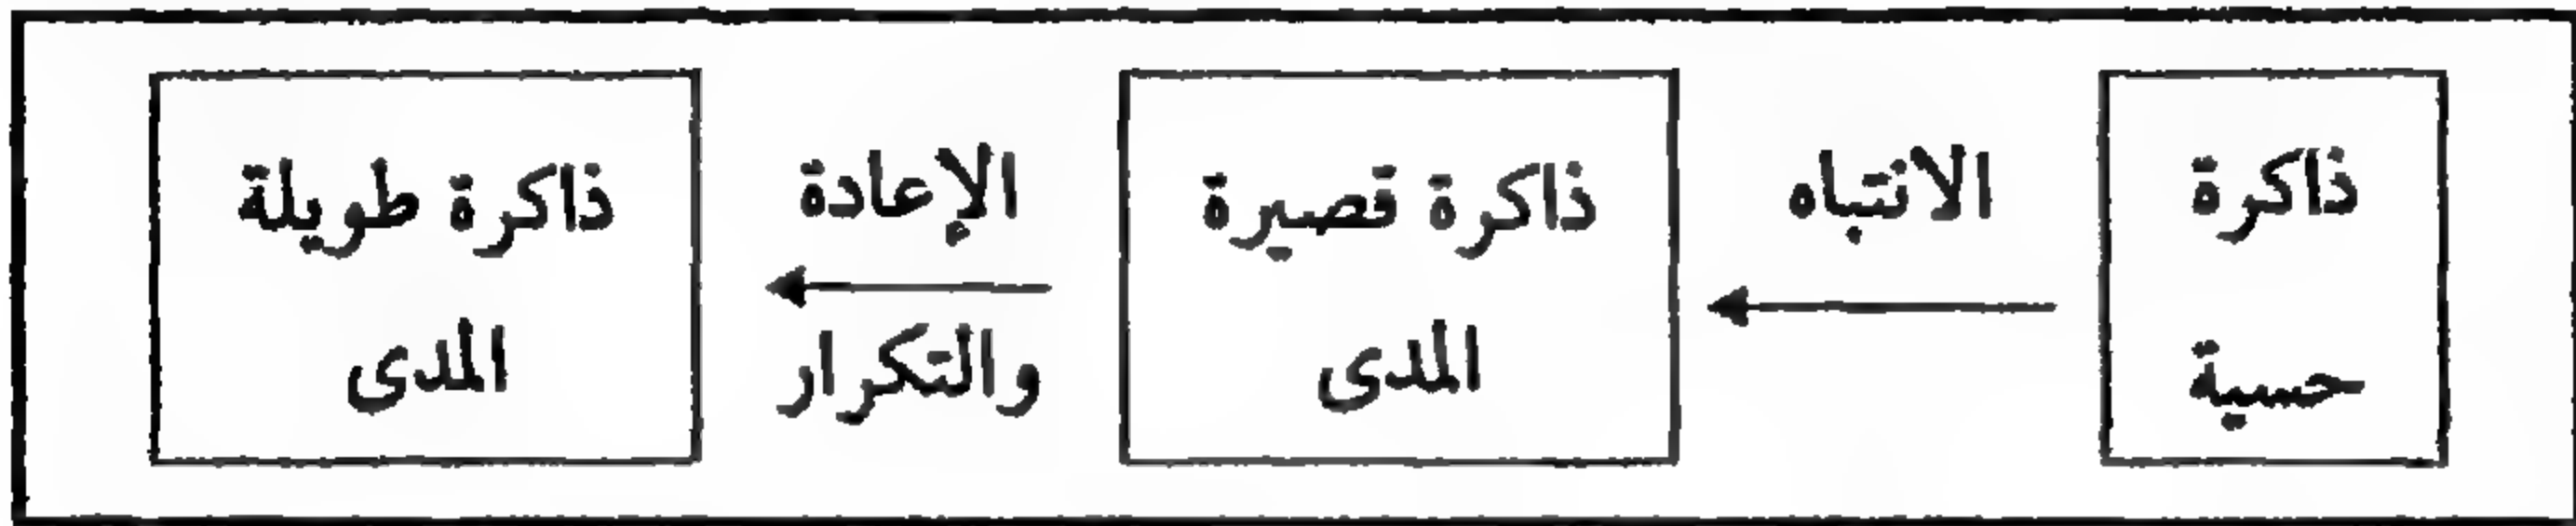 ذاكرة
حسية
الانتباه
ذاكرة قصيرة
المدى
الإعادة
والتكرار
ذاكرة طويلة
المدى